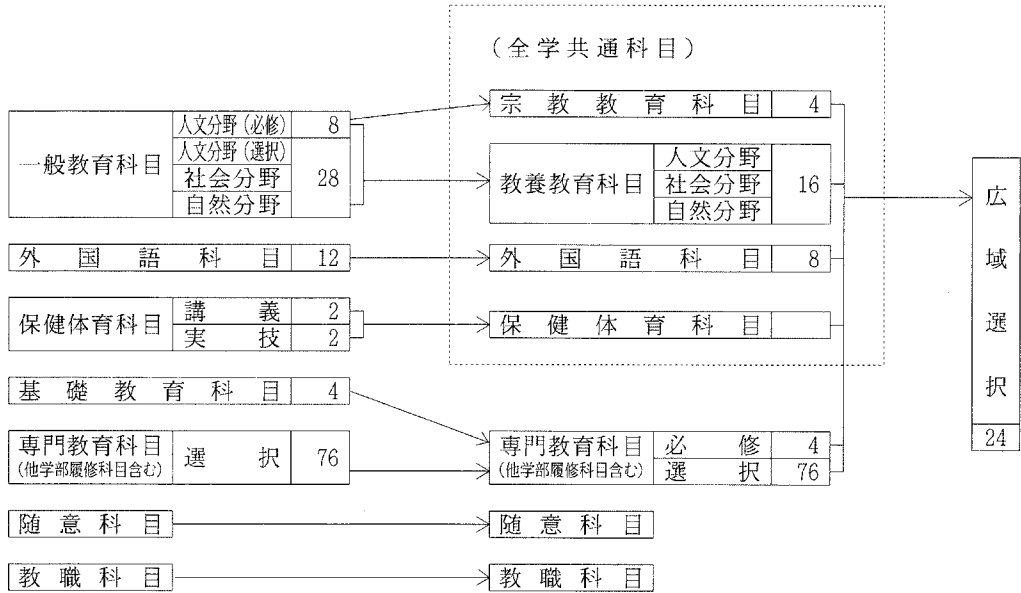 (全学共通科目)
宗教教育科目 4
一般教育科目 人文分野(必修) 8
人文分野(選択)
社会分野 28
自然分野
教養教育科目 人文分野
社会分野 16
自然分野
広域選択 24
外国語科目 12
外国語科目 8
保健体育科目 講義 2
実技 2
保健体育科目
基礎教育科目 4
専門教育科目
(他学部履修科目含む)
選択 76
専門教育科目
(他学部履修科目含む)
必修 4
選択 76
随意科目
随意科目
教職科目
教職科目